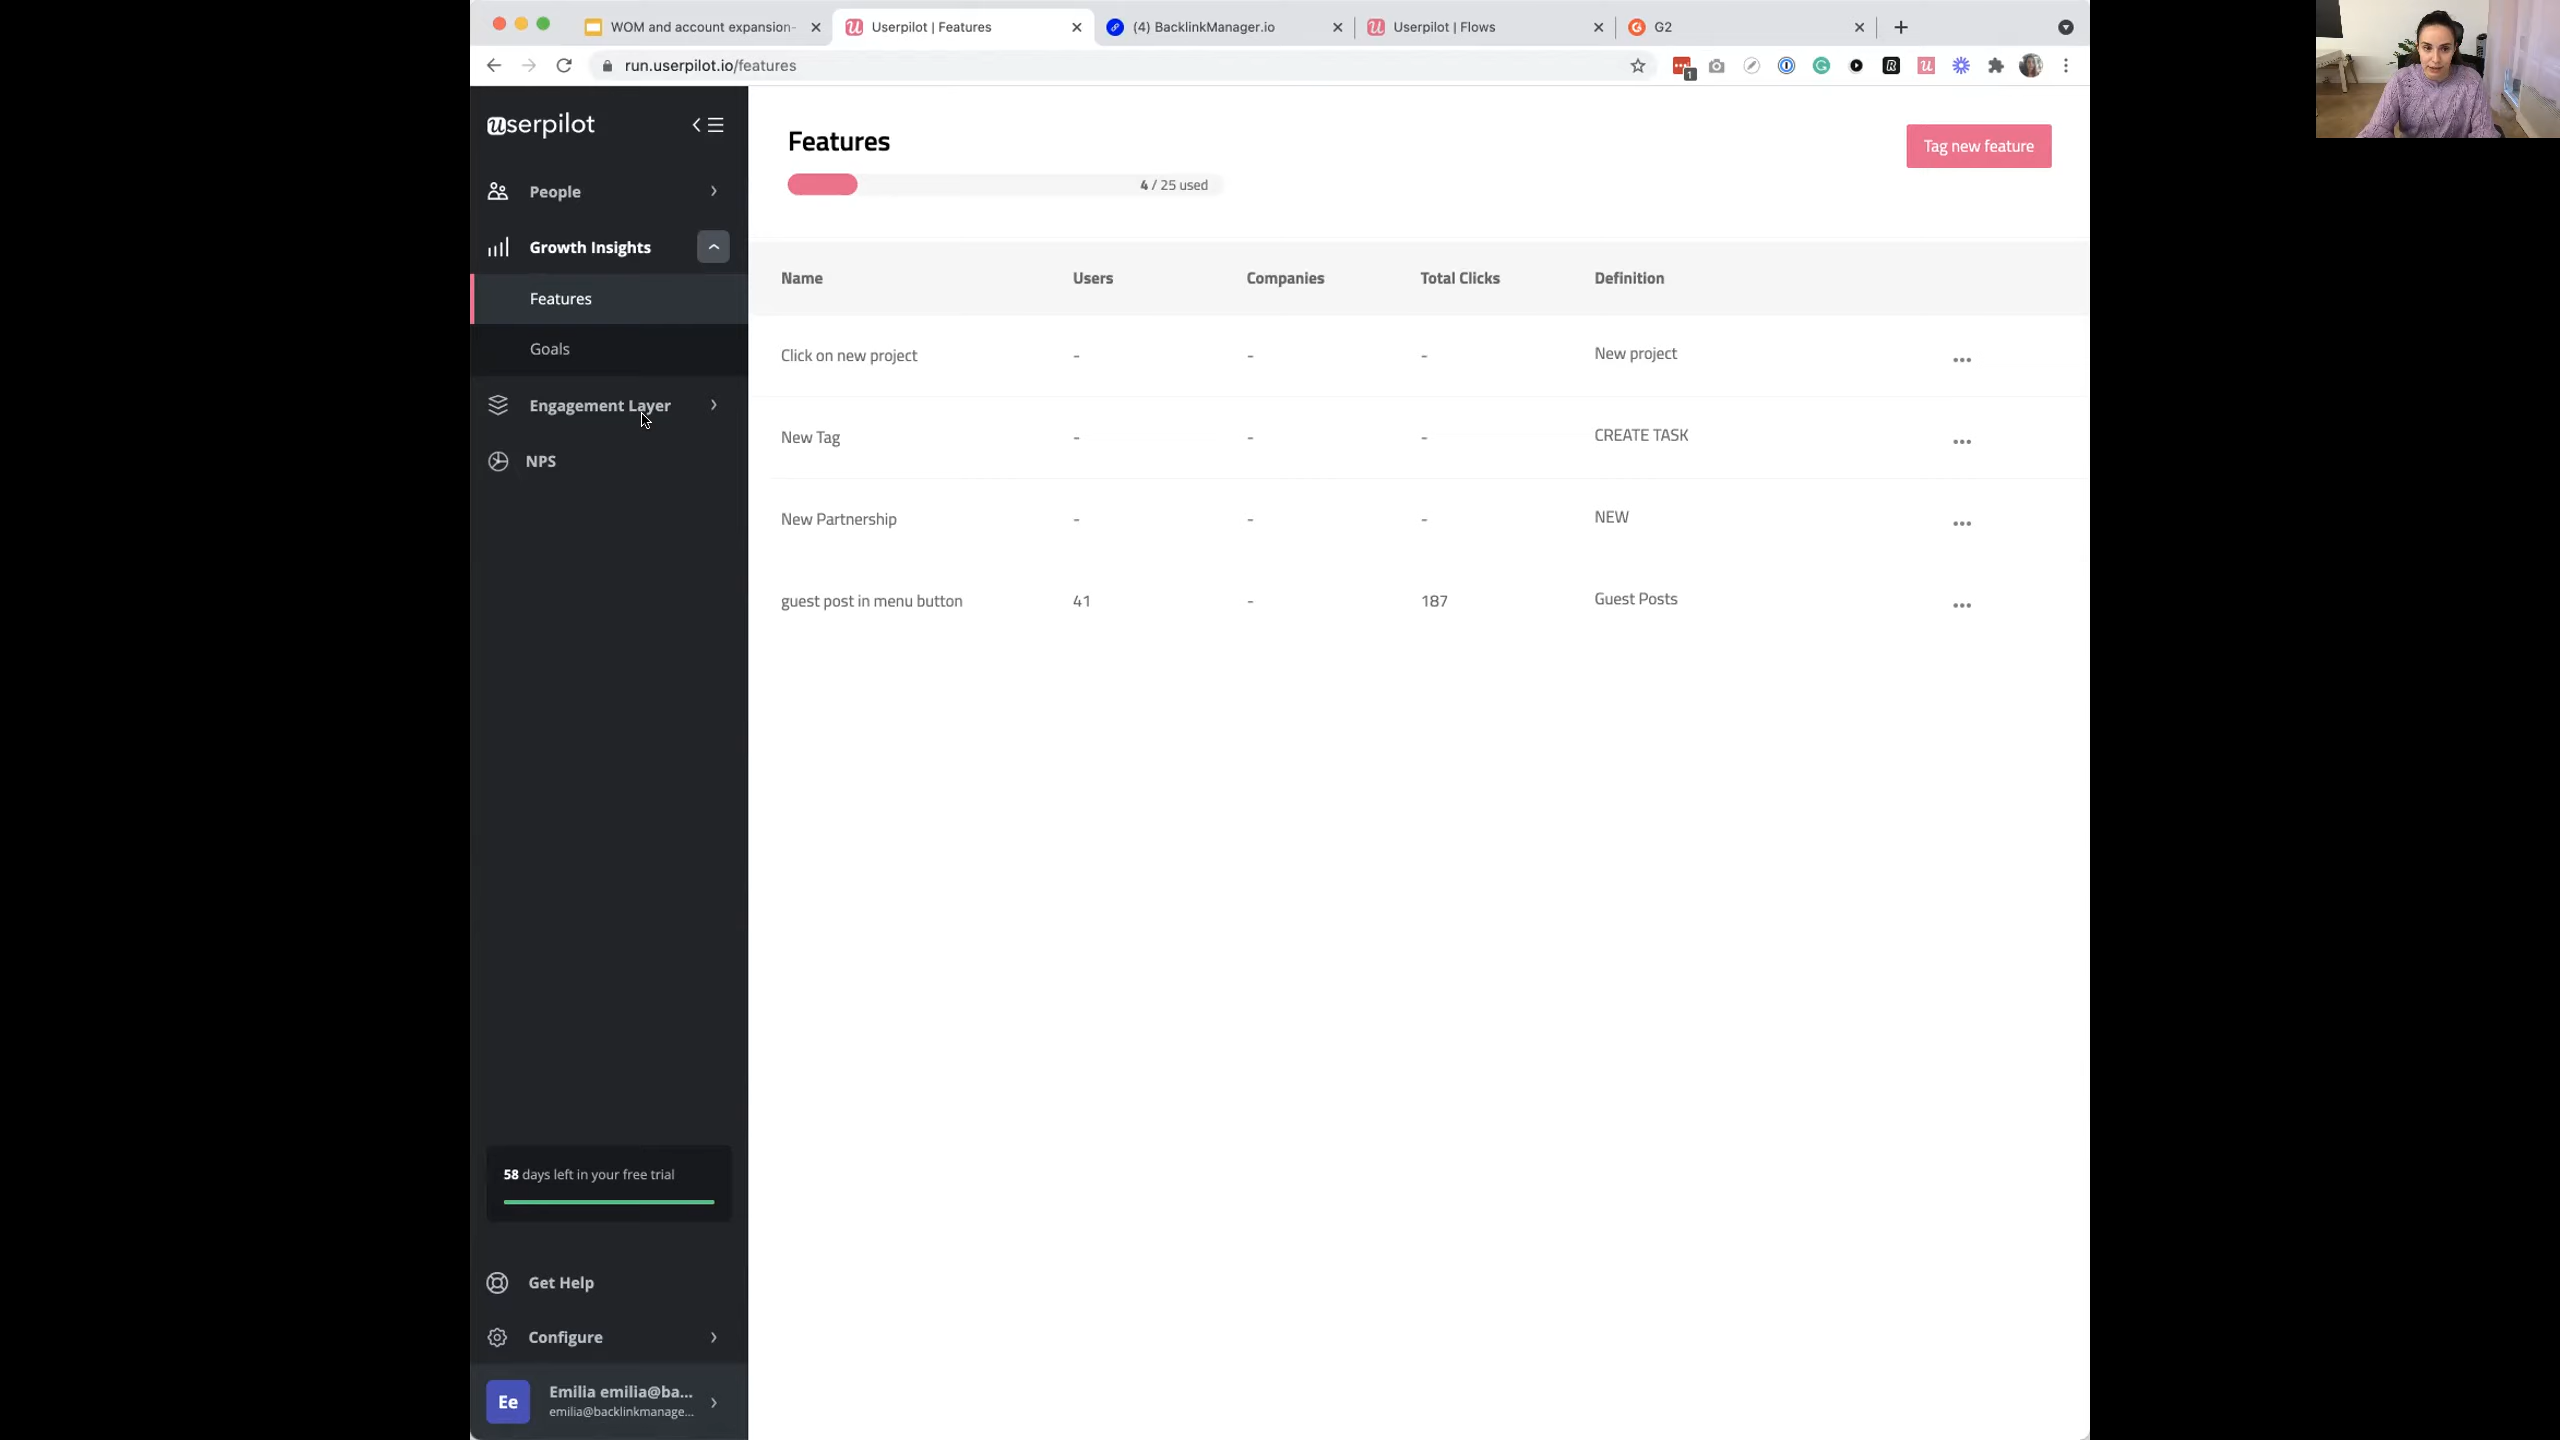 WOM and account expansion-
Userpilot | Features
(4) BacklinkManager.io
Userpilot | Flows
G2
run.userpilot.io/features
1
userpilot
People
Growth Insights
Features
Goals
Engagement Layer
NPS
58 days left in your free trial
Get Help
Configure
Ee
Emilia emilia@ba...
emilia@backlinkmanage...
Features
4 / 25 used
Tag new feature
Name Users Companies Total Clicks Definition
Click on new project - - - New project
New Tag - - - CREATE TASK
New Partnership - - - NEW
guest post in menu button 41 - 187 Guest Posts